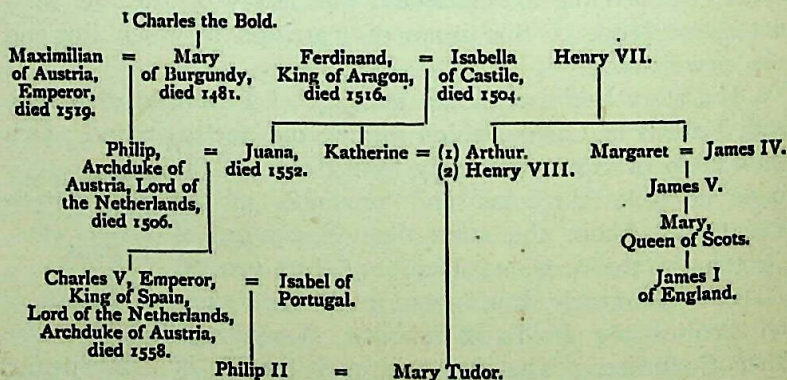 ¹ Charles the Bold.
Maximilian of Austria, Emperor, died 1519.
=
Mary of Burgundy, died 1481.
Ferdinand, King of Aragon, died 1516.
=
Isabella of Castile, died 1504.
Henry VII.
Philip, Archduke of Austria, Lord of the Netherlands, died 1506.
=
Juana, died 1552.
Katherine = (1) Arthur.
(2) Henry VIII.
Margaret = James IV.
James V.
Mary, Queen of Scots.
James I of England.
Charles V, Emperor, King of Spain, Lord of the Netherlands, Archduke of Austria, died 1558.
=
Isabel of Portugal.
Philip II = Mary Tudor.